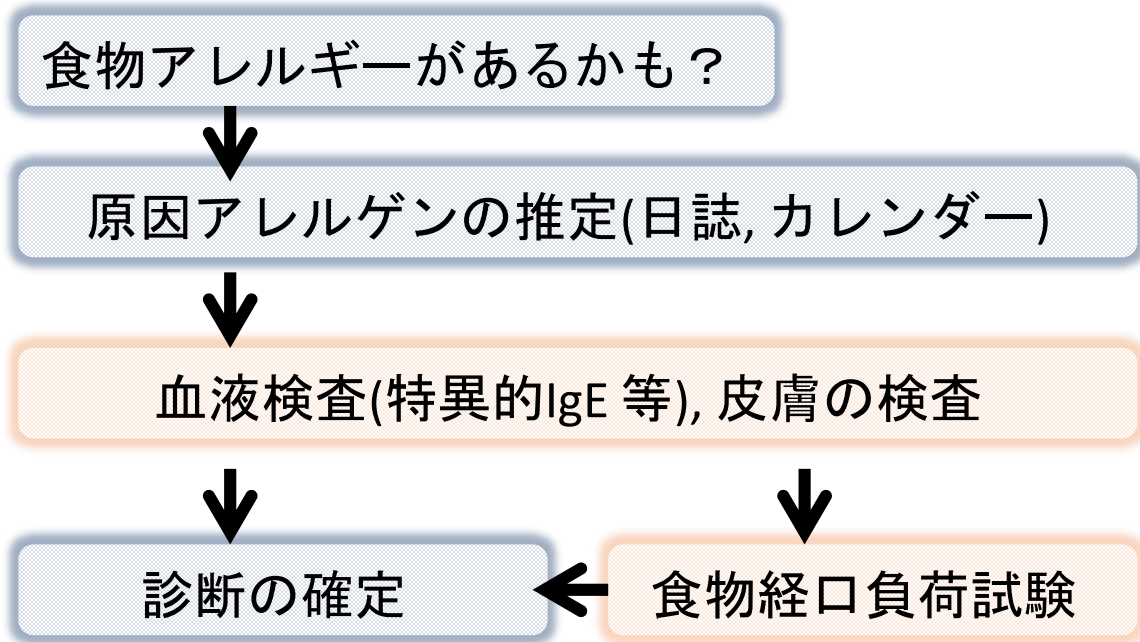 食物アレルギーがあるかも？
原因アレルゲンの推定(日誌, カレンダー)
血液検査(特異的IgE 等), 皮膚の検査
診断の確定
食物経口負荷試験